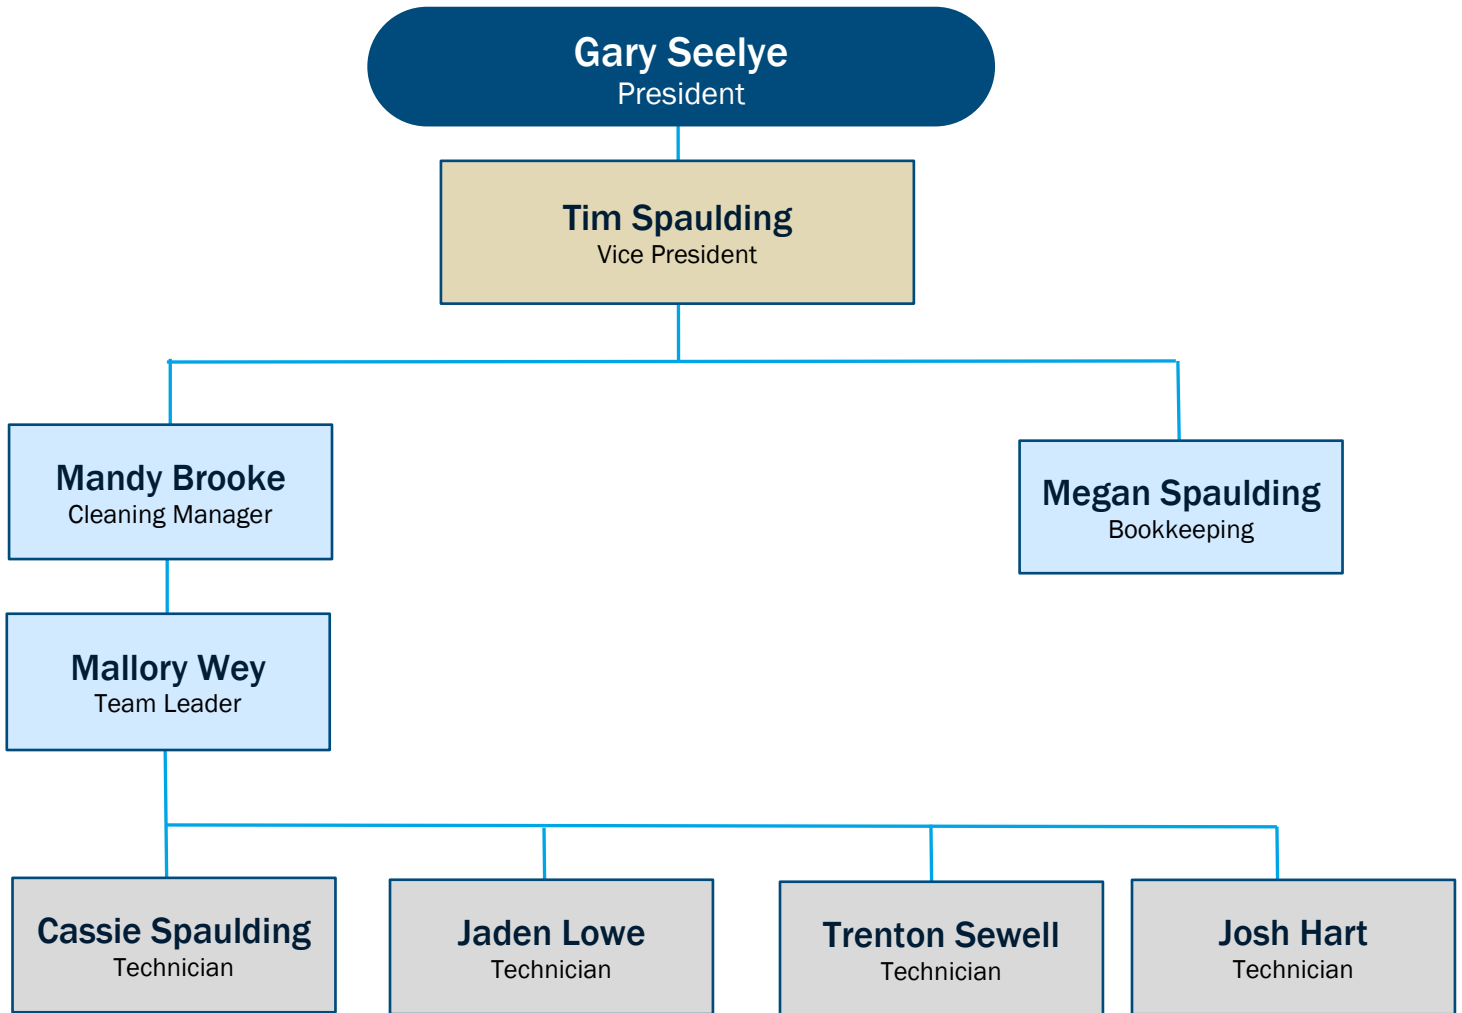 Gary Seelye
President
Tim Spaulding
Vice President
Mandy Brooke
Cleaning Manager
Megan Spaulding
Bookkeeping
Mallory Wey
Team Leader
Cassie Spaulding
Technician
Jaden Lowe
Technician
Trenton Sewell
Technician
Josh Hart
Technician